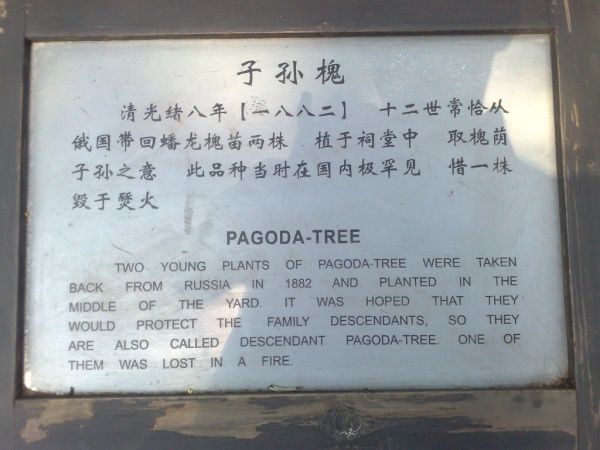 子孙槐
清光绪八年【一八八二】 十二世常恰从
俄国带回蟠龙槐苗两株 植于祠堂中 取槐荫
子孙之意 此品种当时在国内极罕见 惜一株
毁于燹火
PAGODA-TREE
TWO YOUNG PLANTS OF PAGODA-TREE WERE TAKEN
BACK FROM RUSSIA IN 1882 AND PLANTED IN THE
MIDDLE OF THE YARD. IT WAS HOPED THAT THEY
WOULD PROTECT THE FAMILY DESCENDANTS, SO THEY
ARE ALSO CALLED DESCENDANT PAGODA-TREE. ONE OF
THEM WAS LOST IN A FIRE.